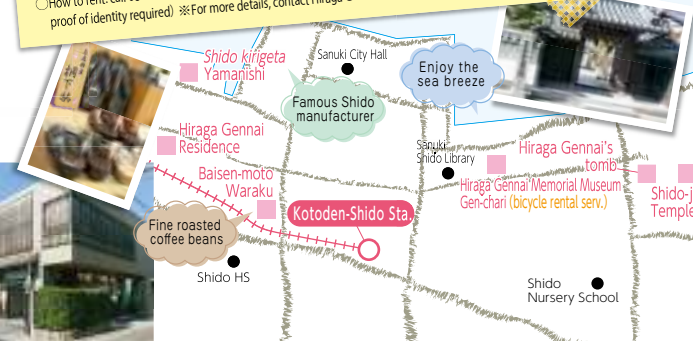 ○How to rent:
proof of identity required) ※For more details, contact Hiraga
Shido kirigeta
Yamanishi
Sanuki City Hall
Enjoy the
sea breeze
Famous Shido
manufacturer
Hiraga Gennai
Residence
Sanuki
Shido Library
Hiraga Gennai's
tomb
Baisen-moto
Waraku
Hiraga Gennai Memorial Museum
Gen-chari (bicycle rental serv.)
Shido-j
Temple
Kotoden-Shido Sta.
Fine roasted
coffee beans
Shido HS
Shido
Nursery School